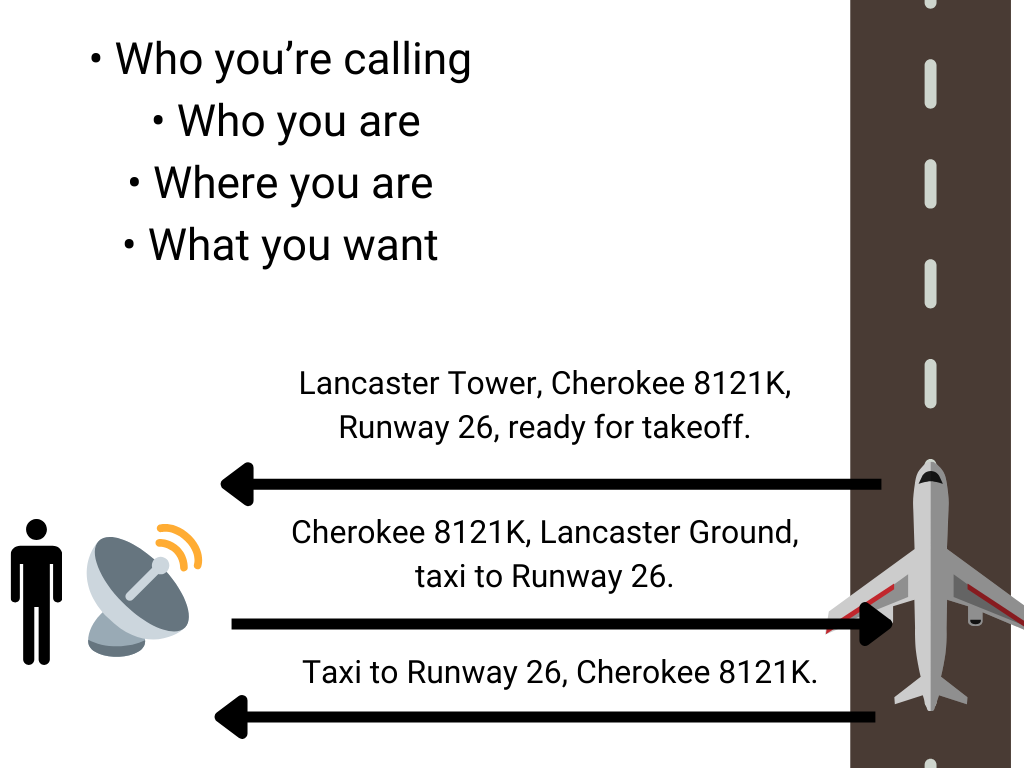 • Who you’re calling
• Who you are
• Where you are
• What you want
Lancaster Tower, Cherokee 8121K,
Runway 26, ready for takeoff.
Cherokee 8121K, Lancaster Ground,
taxi to Runway 26.
Taxi to Runway 26, Cherokee 8121K.